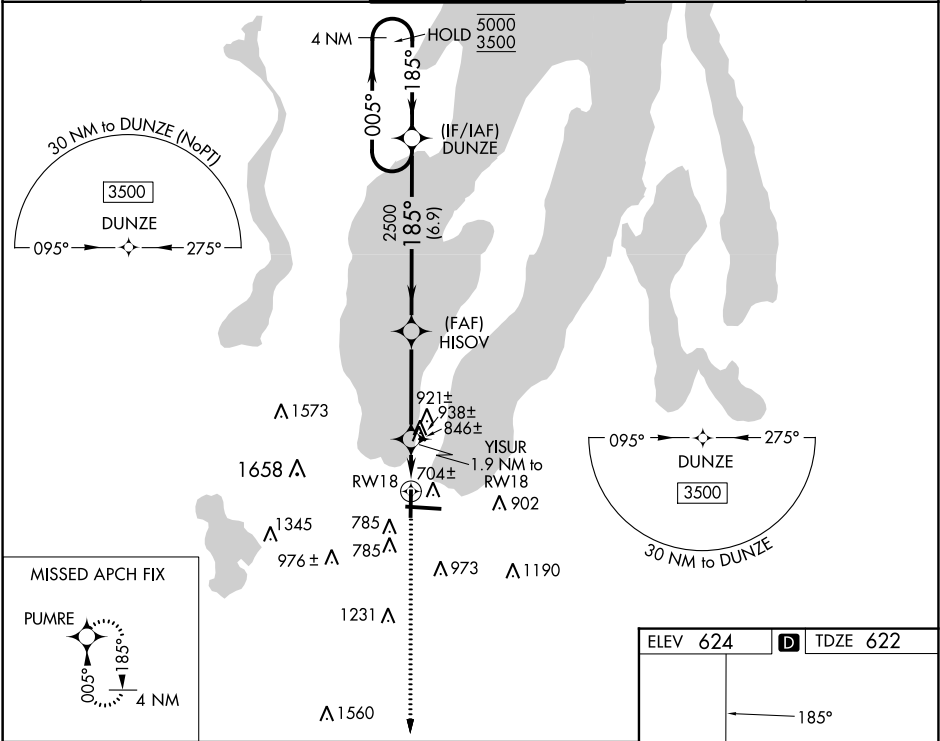 4 NM
HOLD
5000
3500
005°
185°
(IF/IAF)
DUNZE
30 NM to DUNZE (NoPT)
3500
DUNZE
095°
275°
2500
185°
(6.9)
(FAF)
HISOV
921±
938±
846±
1573
1658
YISUR
1.9 NM to
RW18
RW18
704±
902
095°
275°
DUNZE
3500
30 NM to DUNZE
1345
785
976±
785
973
1190
1231
1560
MISSED APCH FIX
PUMRE
005°
185°
4 NM
ELEV 624 D TDZE 622
185°